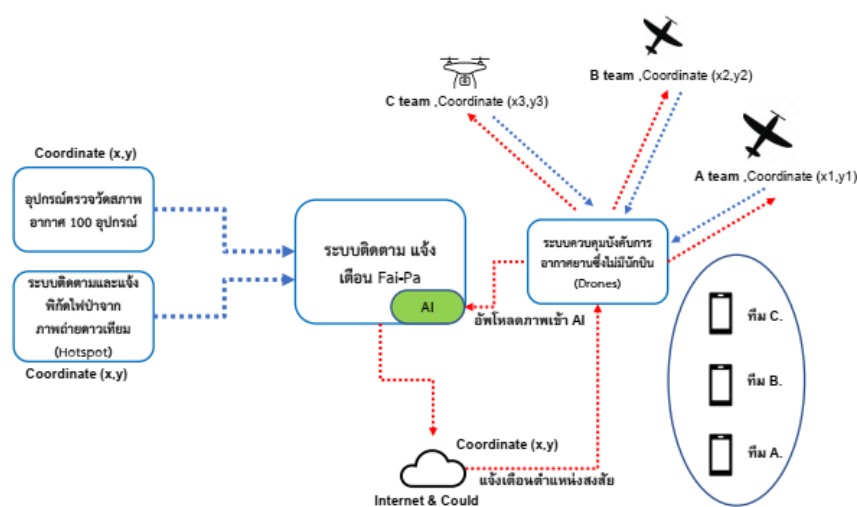 C team ,Coordinate (x3,y3)
B team ,Coordinate (x2,y2)
A team ,Coordinate (x1,y1)
Coordinate (x,y)
อุปกรณ์ตรวจวัดสภาพ
อากาศ 100 อุปกรณ์
ระบบติดตามและแจ้ง
พิกัดไฟป่าจาก
ภาพถ่ายดาวเทียม
(Hotspot)
Coordinate (x,y)
ระบบติดตาม แจ้ง
เตือน Fai-Pa
AI
อัพโหลดภาพเข้า AI
ระบบควบคุมบังคับการ
อากาศยานซึ่งไม่มีนักบิน
(Drones)
ทีม C.
ทีม B.
ทีม A.
Coordinate (x,y)
แจ้งเตือนตำแหน่งสงสัย
Internet & Could